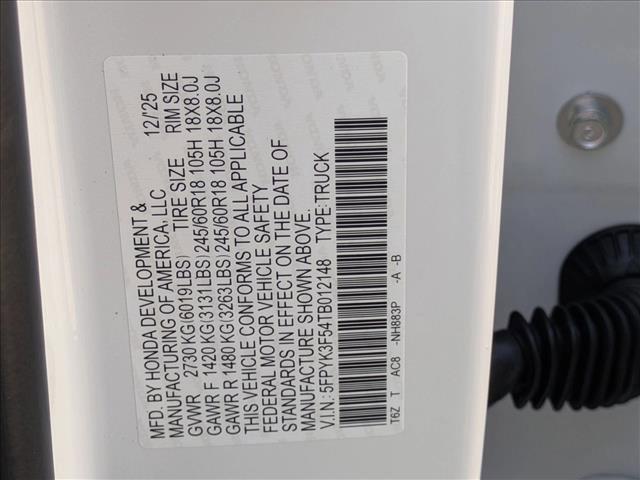 MFD. BY HONDA DEVELOPMENT &
MANUFACTURING OF AMERICA, LLC 12/'25
GVWR 2730 KG(6019LBS) TIRE SIZE RIM SIZE
GAWR F 1420 KG(3131LBS) 245/60R18 105H 18X8.0J
GAWR R 1480 KG(3263LBS) 245/60R18 105H 18X8.0J
THIS VEHICLE CONFORMS TO ALL APPLICABLE
FEDERAL MOTOR VEHICLE SAFETY
STANDARDS IN EFFECT ON THE DATE OF
MANUFACTURE SHOWN ABOVE.
V.I.N.: 5FPYK3F54TB012148 TYPE:TRUCK
T6Z T AC8 -NH883P -A -B